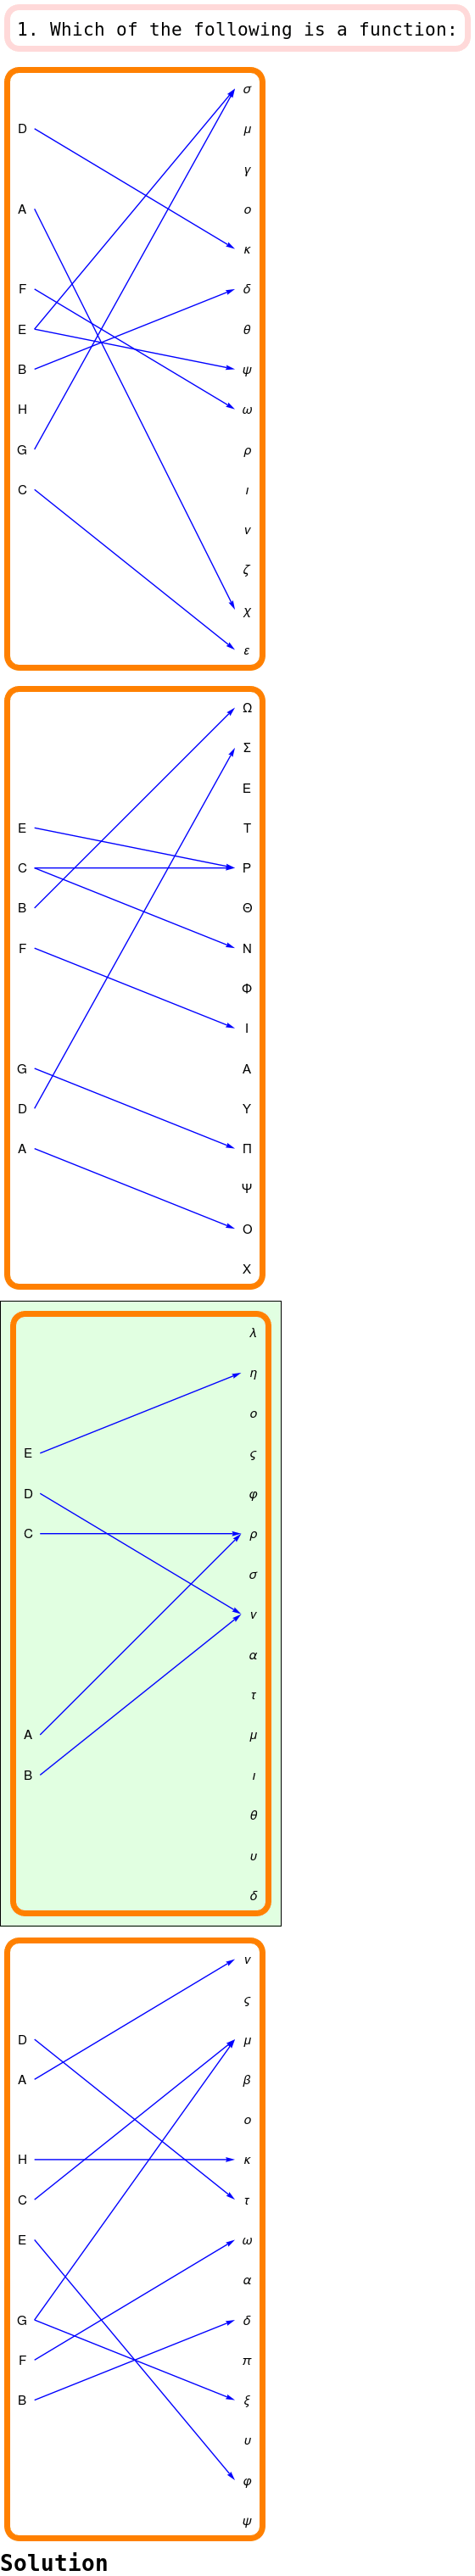 1. Which of the following is a function:
σ
D μ
γ
A ο
κ
F δ
E θ
B ψ
H ω
G ρ
C ι
ν
ζ
χ
ε
Ω
Σ
Ε
E Τ
C Ρ
B Θ
F Ν
Φ
Ι
G Α
D Υ
A Π
Ψ
Ο
Χ
λ
η
ο
E ς
D φ
C ρ
σ
ν
α
τ
A μ
B ι
θ
υ
δ
ν
ς
D μ
A β
ο
H κ
C τ
E ω
α
G δ
F π
B ξ
υ
φ
ψ
Solution